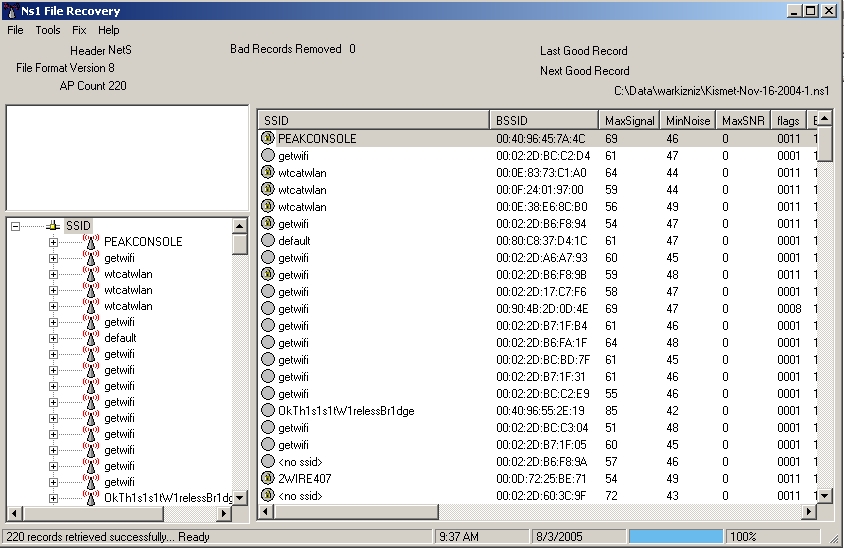 Ns1 File Recovery
File Tools Fix Help
Header NetS
File Format Version 8
AP Count 220
Bad Records Removed 0
Last Good Record
Next Good Record
C:\Data\warkizniz\Kismet-Nov-16-2004-1.ns1
SSID
PEAKCONSOLE
getwifi
wtcatwlan
wtcatwlan
wtcatwlan
getwifi
default
getwifi
getwifi
getwifi
getwifi
getwifi
getwifi
getwifi
getwifi
getwifi
OkTh1s1s1tW1relessBr1dg
SSID BSSID MaxSignal MinNoise MaxSNR flags
PEAKCONSOLE 00:40:96:45:7A:4C 69 46 0 0011 1
getwifi 00:02:2D:BC:C2:D4 61 47 0 0001 1
wtcatwlan 00:0E:83:73:C1:A0 64 44 0 0011 1
wtcatwlan 00:0F:24:01:97:00 59 44 0 0011 1
wtcatwlan 00:0E:38:E6:8C:B0 56 49 0 0011 1
getwifi 00:02:2D:B6:F8:94 54 47 0 0011 1
default 00:80:C8:37:D4:1C 61 47 0 0001 1
getwifi 00:02:2D:A6:A7:93 60 45 0 0001 1
getwifi 00:02:2D:B6:F8:9B 59 48 0 0011 1
getwifi 00:02:2D:17:C7:F6 58 47 0 0001 1
getwifi 00:90:4B:2D:0D:4E 69 47 0 0008 1
getwifi 00:02:2D:B7:1F:B4 61 46 0 0001 1
getwifi 00:02:2D:B6:FA:1F 64 48 0 0001 1
getwifi 00:02:2D:BC:BD:7F 61 45 0 0001 1
getwifi 00:02:2D:B7:1F:31 61 46 0 0001 1
getwifi 00:02:2D:BC:C2:E9 55 46 0 0001 1
OkTh1s1s1tW1relessBr1dge 00:40:96:55:2E:19 85 42 0 0001 1
getwifi 00:02:2D:BC:C3:04 51 48 0 0001 1
getwifi 00:02:2D:B7:1F:05 60 45 0 0001 1
<no ssid> 00:02:2D:B6:F8:9A 57 46 0 0001 1
2WIRE407 00:0D:72:25:BE:71 54 49 0 0011 1
<no ssid> 00:02:2D:60:3C:9F 72 43 0 0011 1
220 records retrieved successfully... Ready 9:37 AM 8/3/2005 100%